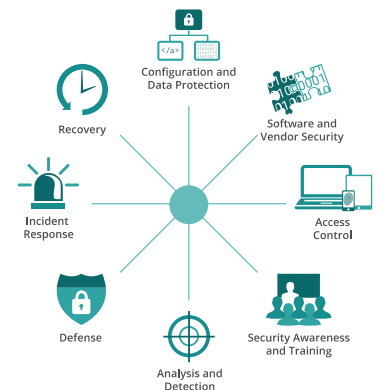 </a>
Configuration and
Data Protection
Software and
Vendor Security
Access
Control
Security Awareness
and Training
Analysis and
Detection
Defense
Incident
Response
Recovery